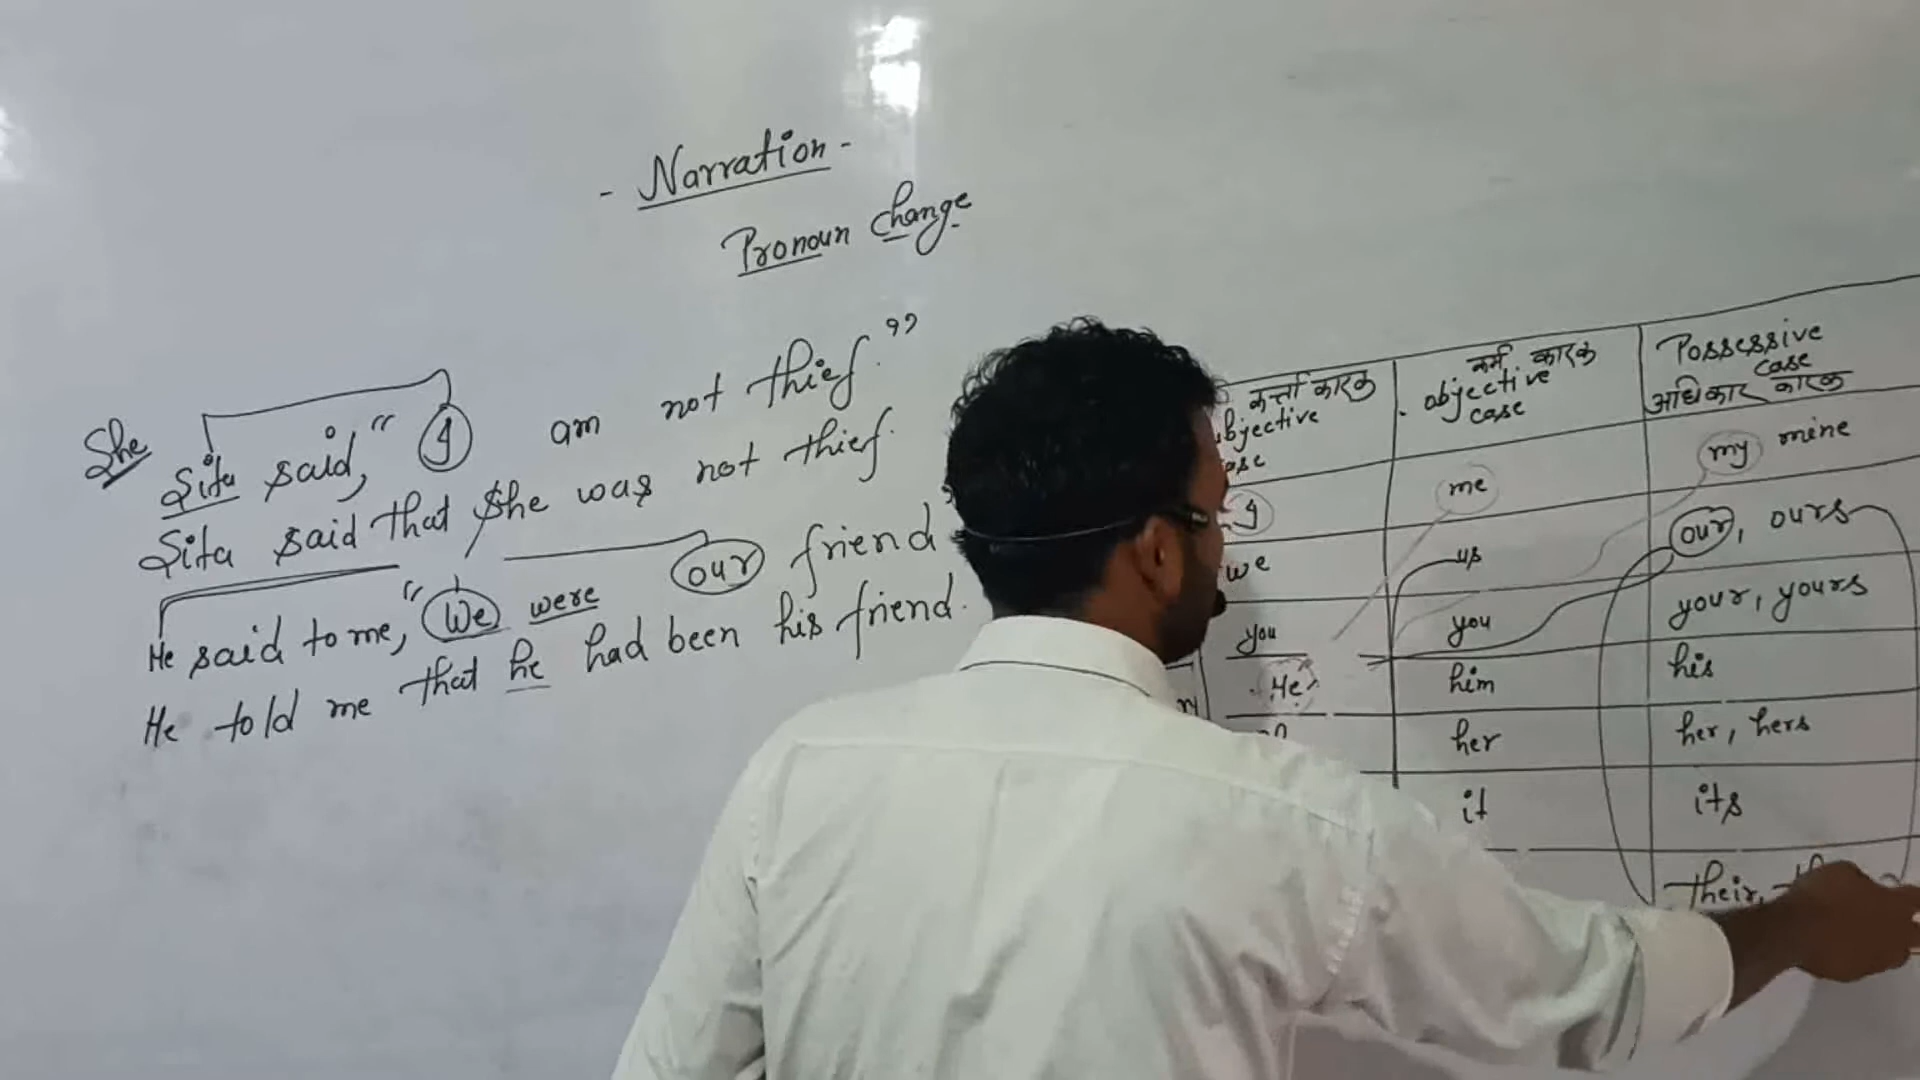 - Narration -
Pronoun Change
She
Sita said, "I am not thief."
Sita said that she was not thief.
He said to me, "We were our friend
He told me that he had been his friend.
कर्त्ता कारक
ubjective
ase
कर्म कारक
objective
case
Possessive
case
अधिकार कारक
I
me
my mine
we
us
our, ours
you
you
your, yours
He
him
his
her
her, hers
it
its
their,